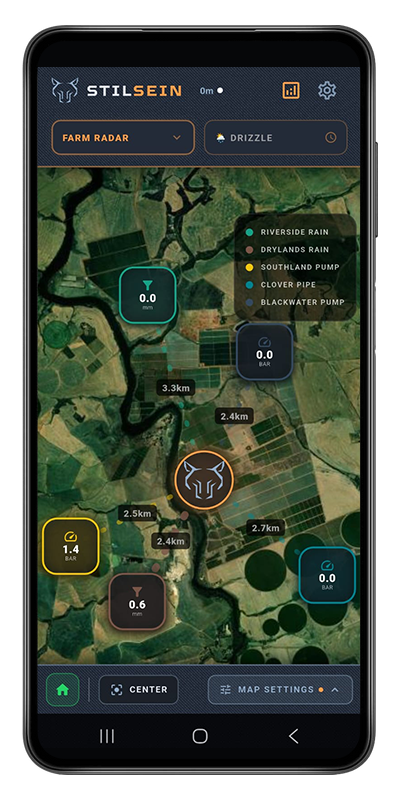 STILSEIN
0m
FARM RADAR
DRIZZLE
RIVERSIDE RAIN
DRYLANDS RAIN
SOUTHLAND PUMP
CLOVER PIPE
BLACKWATER PUMP
0.0
mm
0.0
BAR
3.3km
2.4km
2.5km
2.7km
2.4km
1.4
BAR
0.0
BAR
0.6
mm
CENTER
MAP SETTINGS